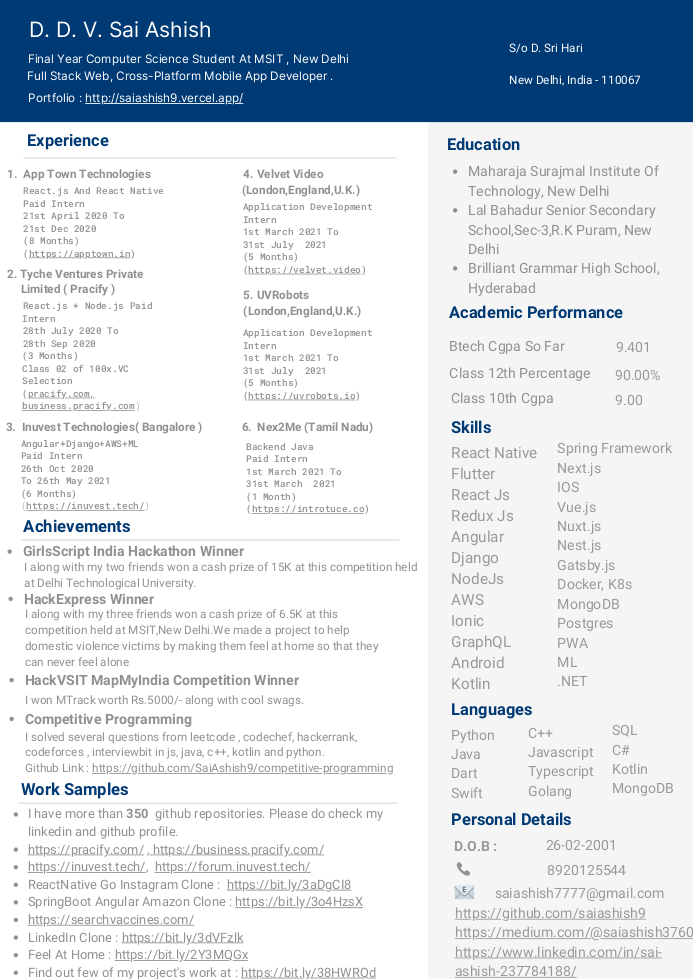 D. D. V. Sai Ashish
Final Year Computer Science Student At MSIT , New Delhi
Full Stack Web, Cross-Platform Mobile App Developer .
Portfolio : http://saiashish9.vercel.app/
S/o D. Sri Hari
New Delhi, India - 110067
Experience
1. App Town Technologies
React.js And React Native
Paid Intern
21st April 2020 To
21st Dec 2020
(8 Months)
(https://apptown.in)
2. Tyche Ventures Private
Limited ( Pracify )
React.js + Node.js Paid
Intern
28th July 2020 To
28th Sep 2020
(3 Months)
Class 02 of 100x.VC
Selection
(pracify.com,
business.pracify.com)
3. Inuvest Technologies( Bangalore )
Angular+Django+AWS+ML
Paid Intern
26th Oct 2020
To 26th May 2021
(6 Months)
(https://inuvest.tech/)
4. Velvet Video
(London,England,U.K.)
Application Development
Intern
1st March 2021 To
31st July 2021
(5 Months)
(https://velvet.video)
5. UVRobots
(London,England,U.K.)
Application Development
Intern
1st March 2021 To
31st July 2021
(5 Months)
(https://uvrobots.io)
6. Nex2Me (Tamil Nadu)
Backend Java
Paid Intern
1st March 2021 To
31st March 2021
(1 Month)
(https://introtuce.co)
Achievements
• GirlsScript India Hackathon Winner
I along with my two friends won a cash prize of 15K at this competition held
at Delhi Technological University.
• HackExpress Winner
I along with my three friends won a cash prize of 6.5K at this
competition held at MSIT,New Delhi.We made a project to help
domestic violence victims by making them feel at home so that they
can never feel alone
• HackVSIT MapMyIndia Competition Winner
I won MTrack worth Rs.5000/- along with cool swags.
• Competitive Programming
I solved several questions from leetcode , codechef, hackerrank,
codeforces , interviewbit in js, java, c++, kotlin and python.
Github Link : https://github.com/SaiAshish9/competitive-programming
Work Samples
• I have more than 350 github repositories. Please do check my
linkedin and github profile.
• https://pracify.com/ , https://business.pracify.com/
• https://inuvest.tech/, https://forum.inuvest.tech/
• ReactNative Go Instagram Clone : https://bit.ly/3aDgCI8
• SpringBoot Angular Amazon Clone : https://bit.ly/3o4HzsX
• https://searchvaccines.com/
• LinkedIn Clone : https://bit.ly/3dVFzlk
• Feel At Home : https://bit.ly/2Y3MQGx
• Find out few of my project's work at : https://bit.ly/38HWRQd
Education
• Maharaja Surajmal Institute Of
Technology, New Delhi
• Lal Bahadur Senior Secondary
School,Sec-3,R.K Puram, New
Delhi
• Brilliant Grammar High School,
Hyderabad
Academic Performance
Btech Cgpa So Far 9.401
Class 12th Percentage 90.00%
Class 10th Cgpa 9.00
Skills
React Native
Flutter
React Js
Redux Js
Angular
Django
NodeJs
AWS
Ionic
GraphQL
Android
Kotlin
Spring Framework
Next.js
IOS
Vue.js
Nuxt.js
Nest.js
Gatsby.js
Docker, K8s
MongoDB
Postgres
PWA
ML
.NET
Languages
Python
Java
Dart
Swift
C++
Javascript
Typescript
Golang
SQL
C#
Kotlin
MongoDB
Personal Details
D.O.B : 26-02-2001
8920125544
E saiashish7777@gmail.com
https://github.com/saiashish9
https://medium.com/@saiashish3760
https://www.linkedin.com/in/sai-
ashish-237784188/